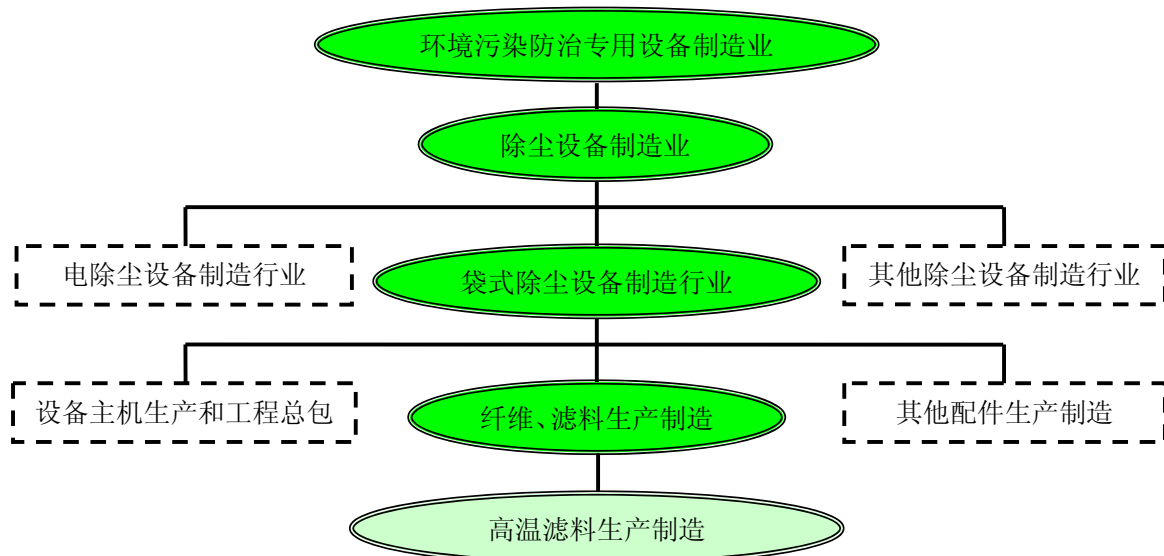 环境污染防治专用设备制造业
除尘设备制造业
电除尘设备制造行业
袋式除尘设备制造行业
其他除尘设备制造行业
设备主机生产和工程总包
纤维、滤料生产制造
其他配件生产制造
高温滤料生产制造